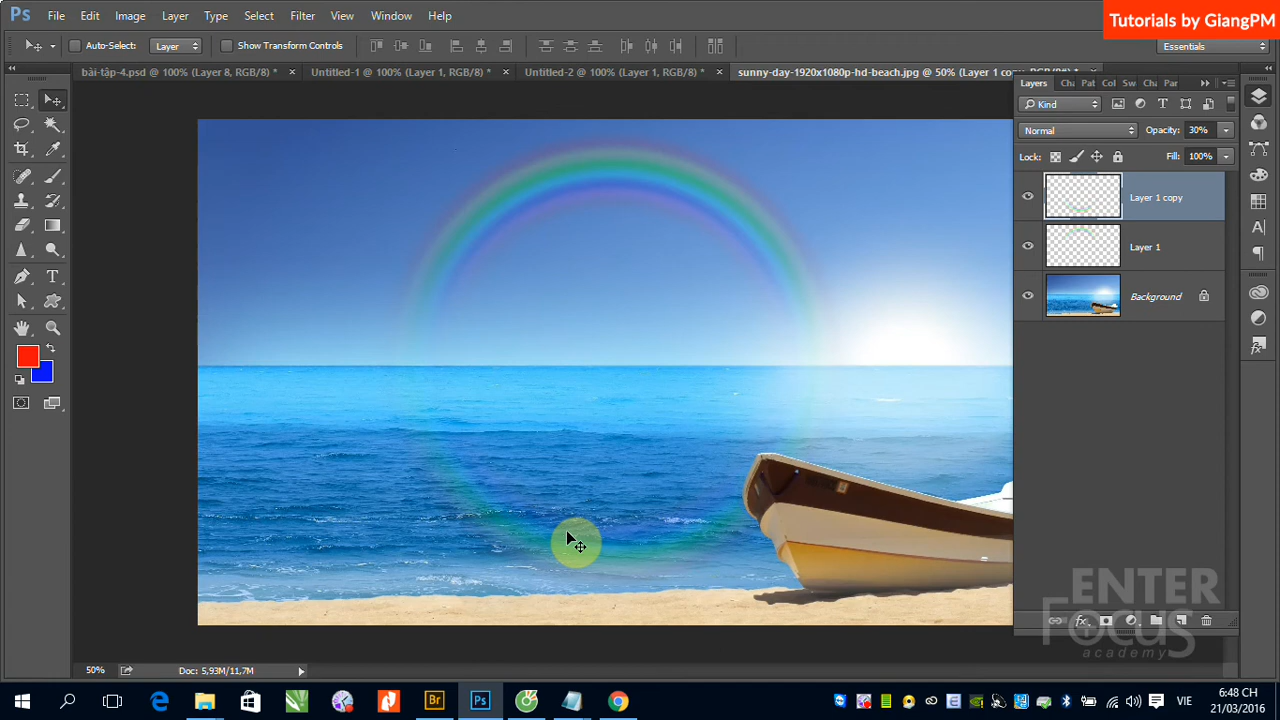 Ps File Edit Image Layer Type Select Filter View Window Help
Tutorials by GiangPM
Auto-Select: Layer Show Transform Controls
Essentials
bài-tập-4.psd @ 100% (Layer 8, RGB/8) * ×
Untitled-1 @ 100% (Layer 1, RGB/8) * ×
Untitled-2 @ 100% (Layer 1, RGB/8) * ×
sunny-day-1920x1080p-hd-beach.jpg @ 50% (Layer 1 copy, RGB/8#) *
Layers Cha Pat Col Sw Cha Par
Kind
Normal Opacity: 30%
Lock: Fill: 100%
Layer 1 copy
Layer 1
Background
ENTER
FOCUS
academy
50% Doc: 5,93M/11,7M
VIE
6:48 CH
21/03/2016